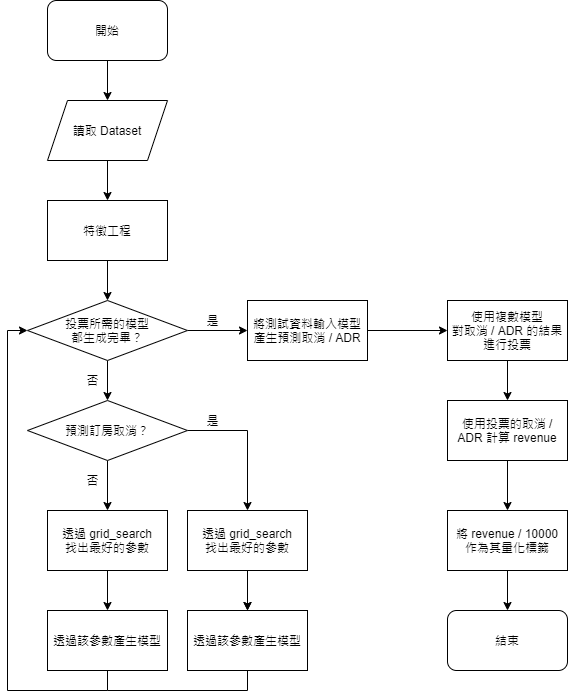 開始
讀取 Dataset
特徵工程
投票所需的模型
都生成完畢？
是
將測試資料輸入模型
產生預測取消 / ADR
使用複數模型
對取消 / ADR 的結果
進行投票
否
預測訂房取消？
是
使用投票的取消 /
ADR 計算 revenue
否
透過 grid_search
找出最好的參數
透過 grid_search
找出最好的參數
將 revenue / 10000
作為其量化標籤
透過該參數產生模型
透過該參數產生模型
結束